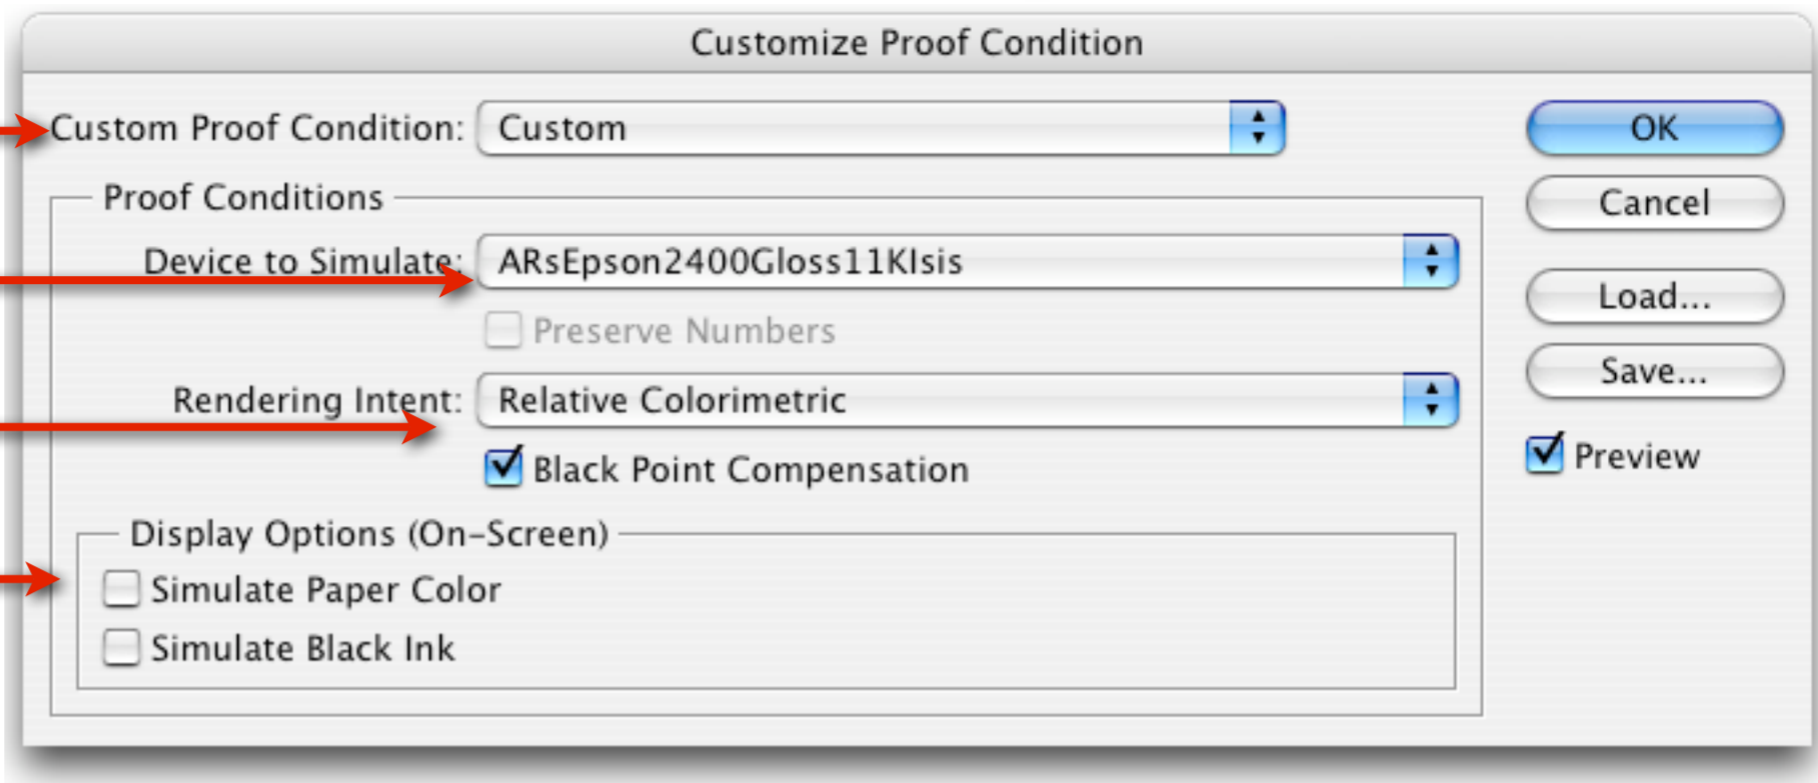 Customize Proof Condition
Custom Proof Condition: Custom
OK
Proof Conditions
Cancel
Device to Simulate: ARsEpson2400Gloss11KIsis
Load...
Preserve Numbers
Save...
Rendering Intent: Relative Colorimetric
Black Point Compensation
Preview
Display Options (On-Screen)
Simulate Paper Color
Simulate Black Ink